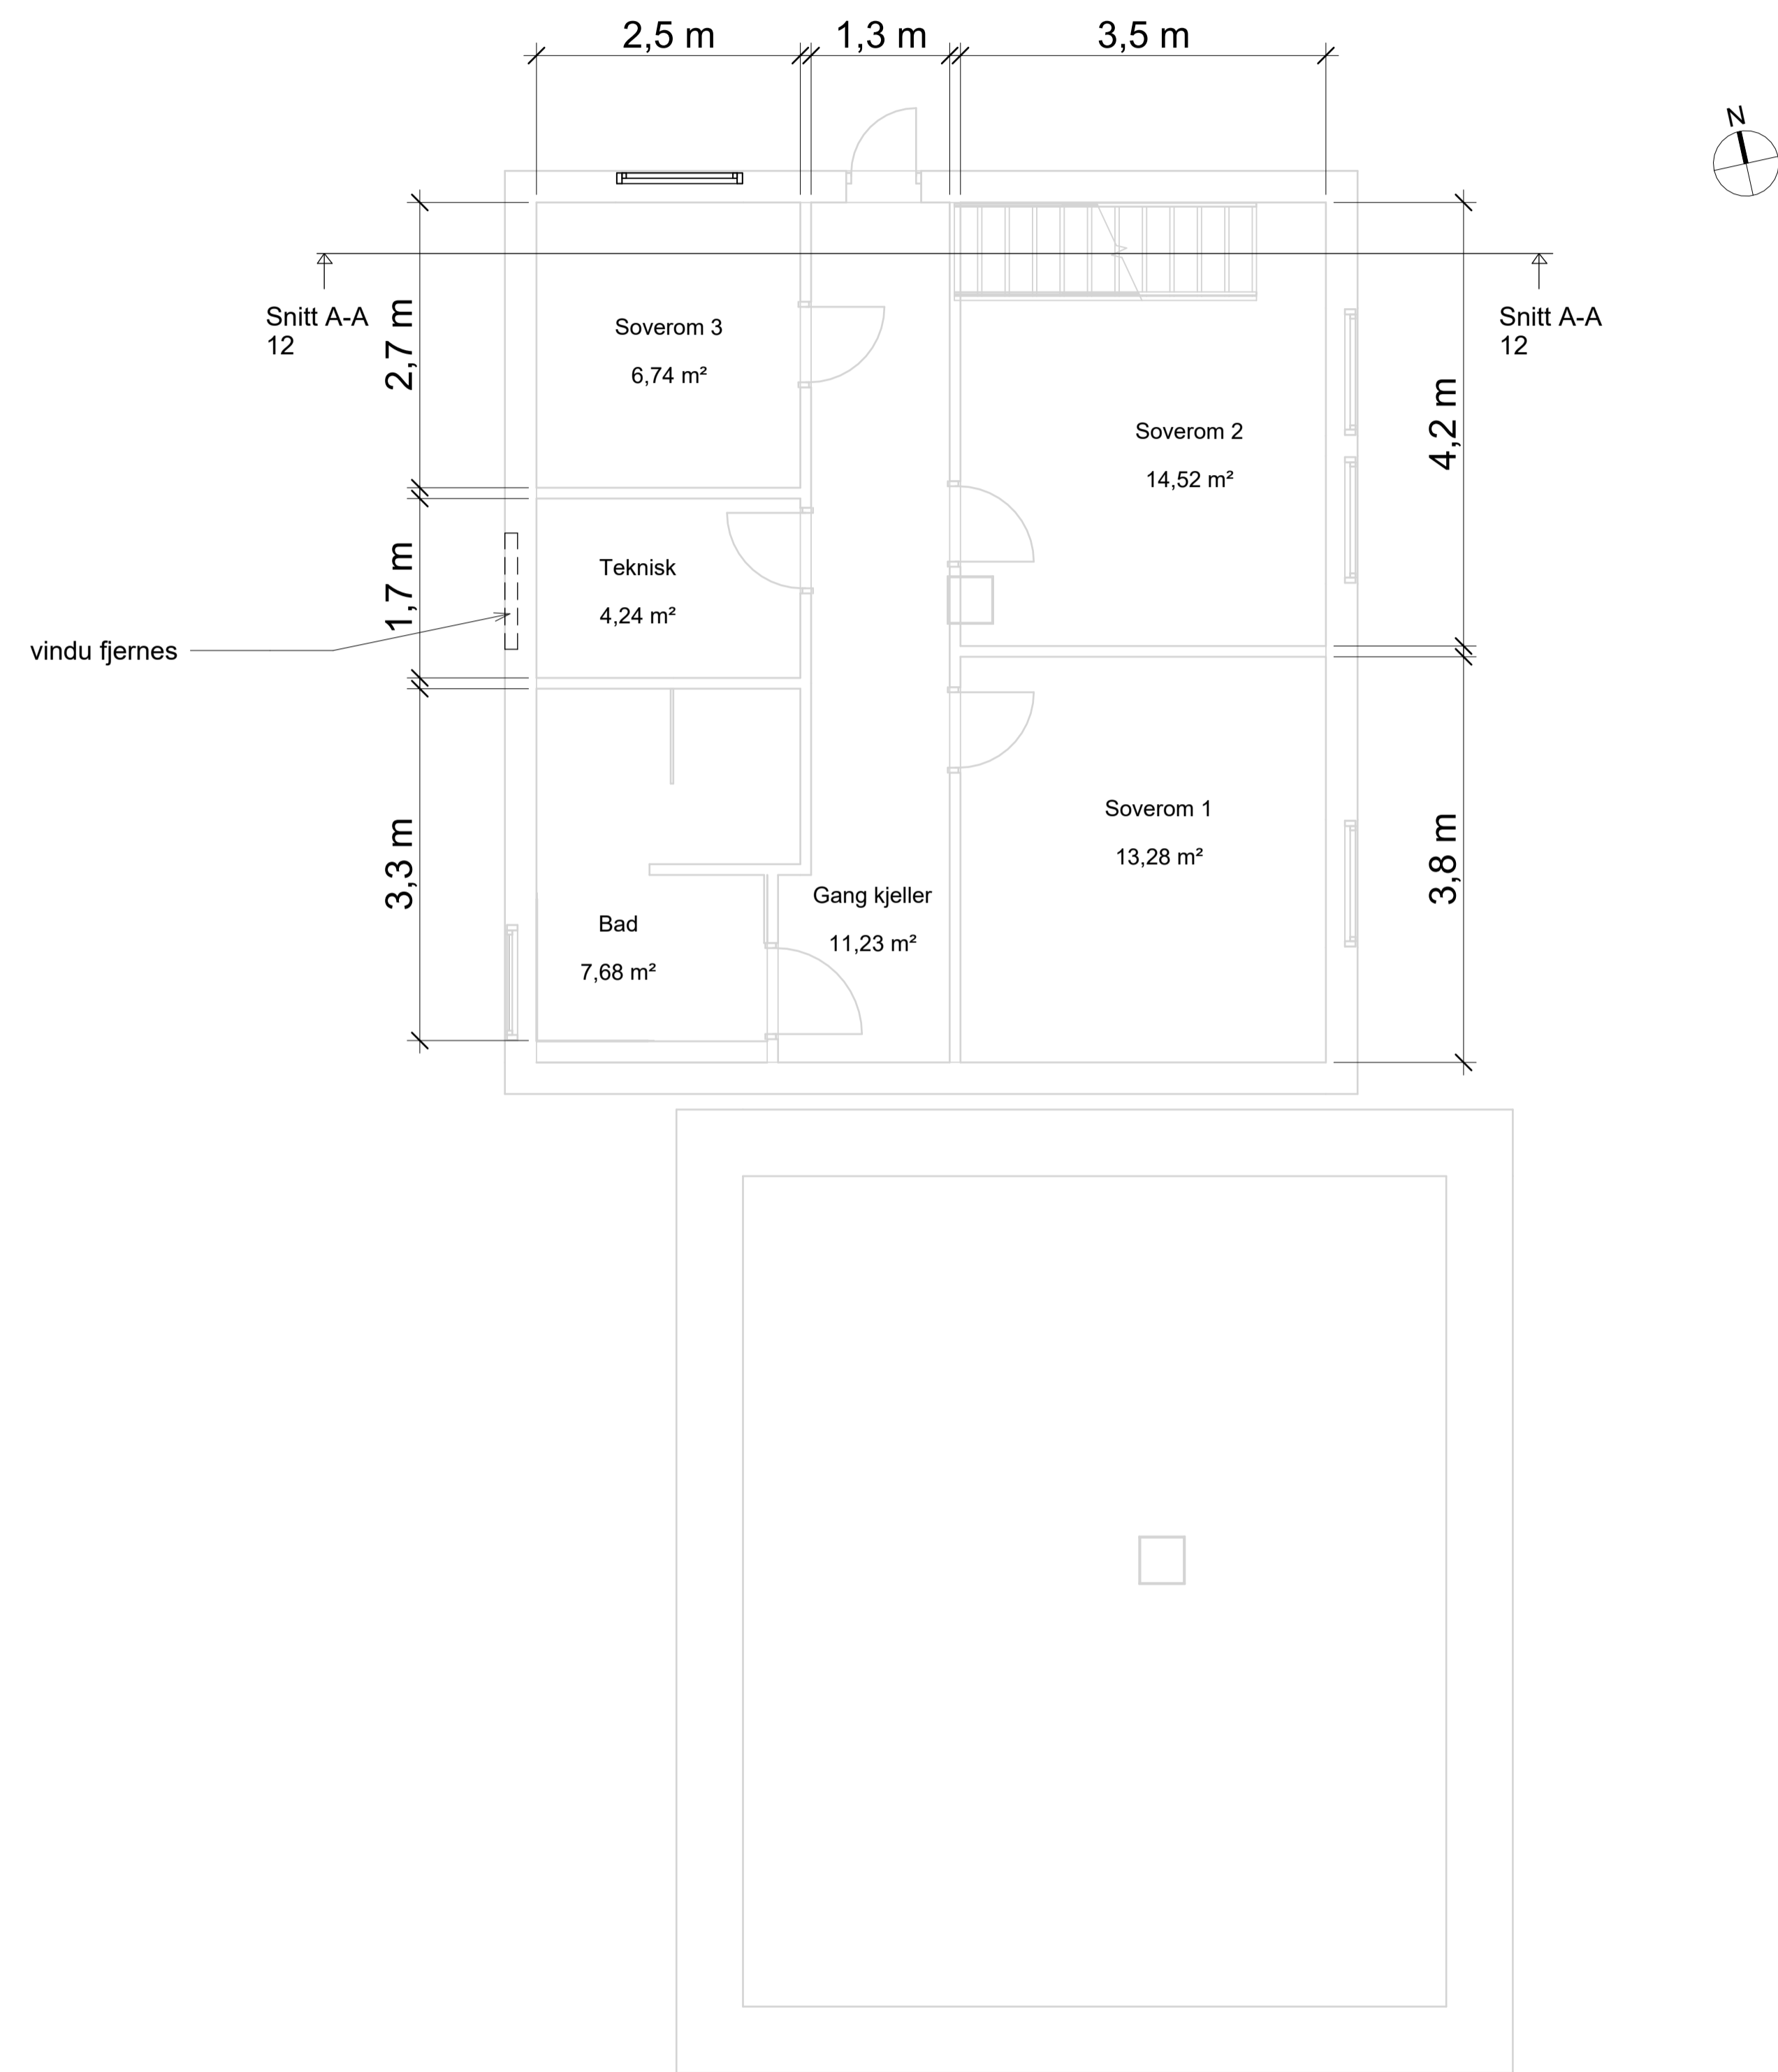 2,5 m
1,3 m
3,5 m
N
Snitt A-A
12
2,7 m
Soverom 3
6,74 m²
Snitt A-A
12
4,2 m
Soverom 2
14,52 m²
Teknisk
4,24 m²
1,7 m
vindu fjernes
Soverom 1
13,28 m²
3,3 m
3,8 m
Gang kjeller
11,23 m²
Bad
7,68 m²